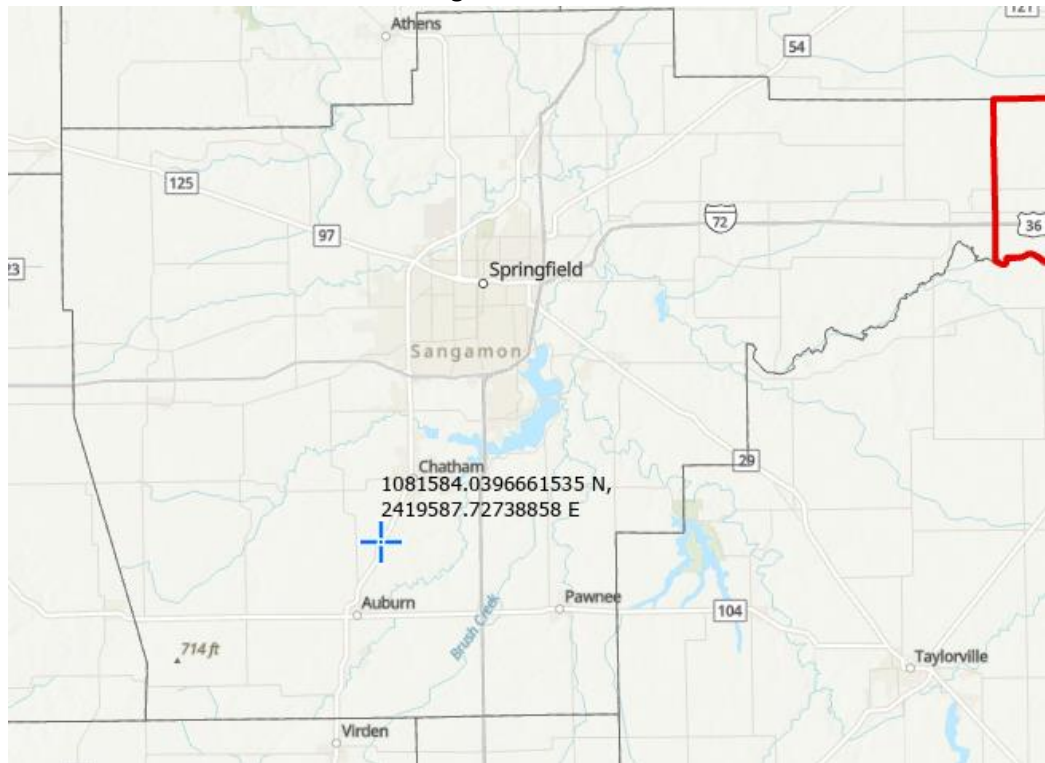 Athens
54
125
97
72
36
Springfield
Sangamon
Chatham
29
1081584.0396661535 N,
2419587.72738858 E
Auburn
Pawnee
104
Brush Creek
714 ft
Taylorville
Virden